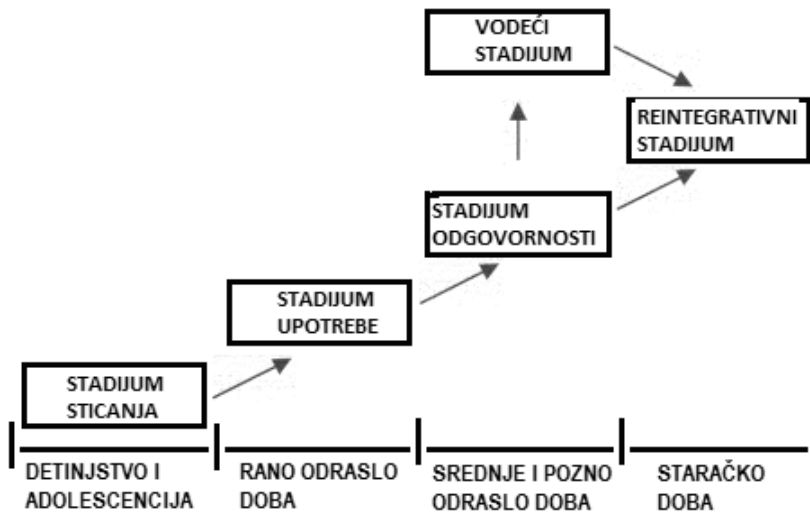 VODEĆI
STADIJUM
REINTEGRATIVNI
STADIJUM
STADIJUM
ODGOVORNOSTI
STADIJUM
UPOTREBE
STADIJUM
STICANJA
DETINJSTVO I
ADOLESCENCIJA
RANO ODRASLO
DOBA
SREDNJE I POZNO
ODRASLO DOBA
STARAČKO
DOBA